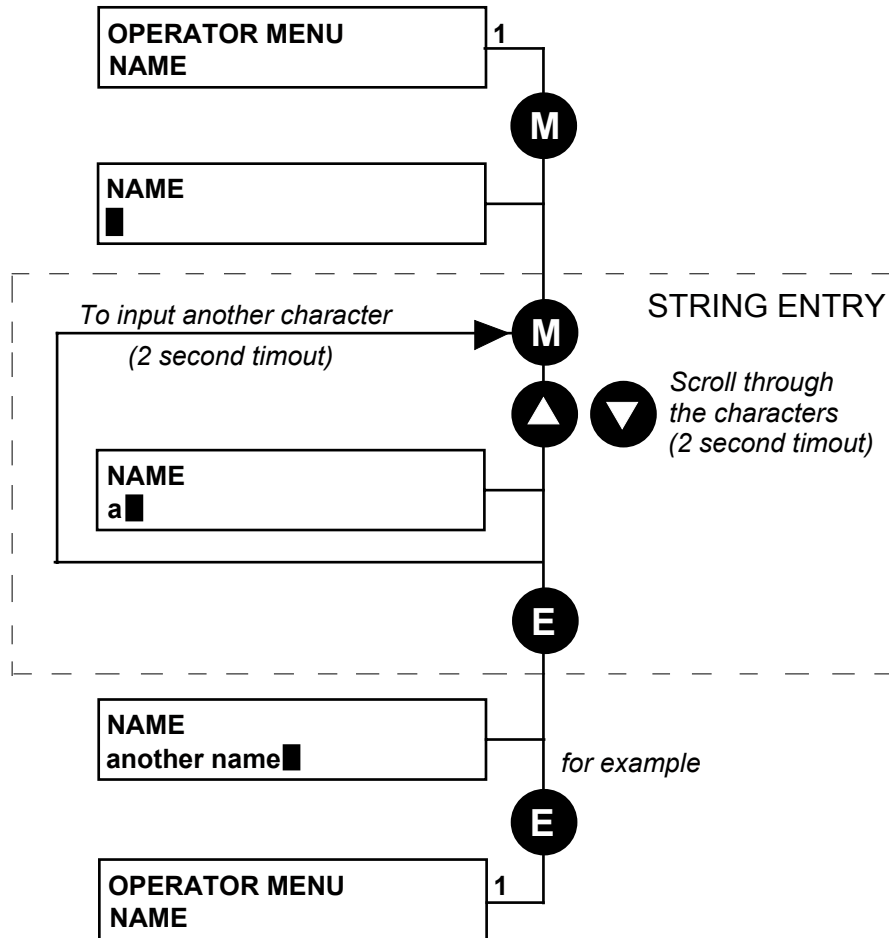 OPERATOR MENU
NAME
1
M
NAME
STRING ENTRY
To input another character
(2 second timout)
M
Scroll through
the characters
(2 second timout)
NAME
a
E
NAME
another name
for example
E
OPERATOR MENU
NAME
1